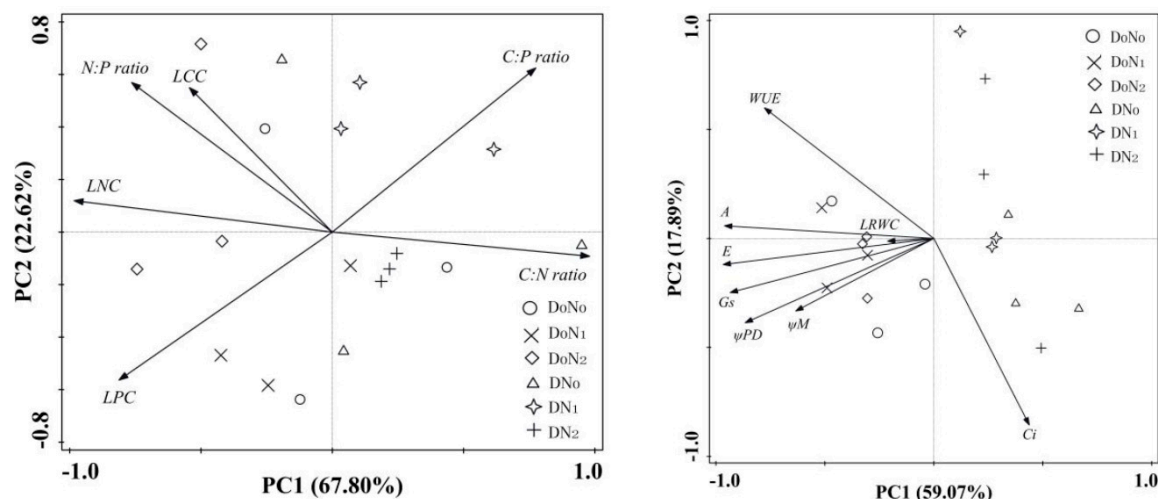 0.8
N:P ratio
LCC
C:P ratio
LNC
C:N ratio
LPC
DoNo
DoN1
DoN2
DNo
DN1
DN2
-0.8
-1.0
1.0
PC1 (67.80%)
PC2 (22.62%)
1.0
WUE
A
LRWC
E
Gs
ψPD
ψM
Ci
DoNo
DoN1
DoN2
DNo
DN1
DN2
-1.0
-1.0
1.0
PC1 (59.07%)
PC2 (17.89%)